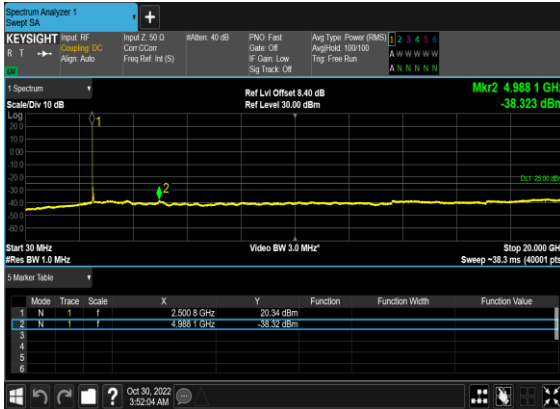 Spectrum Analyzer 1
Swept SA
+
KEYSIGHT Input: RF Input Z: 50 Ω #Atten: 40 dB PNO: Fast Avg Type: Power (RMS) 1 2 3 4 5 6
R T Coupling: DC Corr CCorr Gate: Off Avg|Hold: 100/100 A W W W W W
Align: Auto Freq Ref: Int (S) IF Gain: Low Trig: Free Run
Sig Track: Off A N N N N N
1 Spectrum Ref Lvl Offset 8.40 dB Mkr2 4.988 1 GHz
Scale/Div 10 dB Ref Level 30.00 dBm -38.323 dBm
Log
1
20.0
10.0
0.00
-10.0
-20.0
DL1 25.00 dBm
-30.0
2
-40.0
-50.0
-60.0
Start 30 MHz Video BW 3.0 MHz* Stop 20.000 GHz
#Res BW 1.0 MHz Sweep ~38.3 ms (40001 pts)
5 Marker Table
Mode Trace Scale X Y Function Function Width Function Value
1 N 1 f 2.500 8 GHz 20.34 dBm
2 N 1 f 4.988 1 GHz -38.32 dBm
3
4
5
6
? Oct 30, 2022
3:52:04 AM